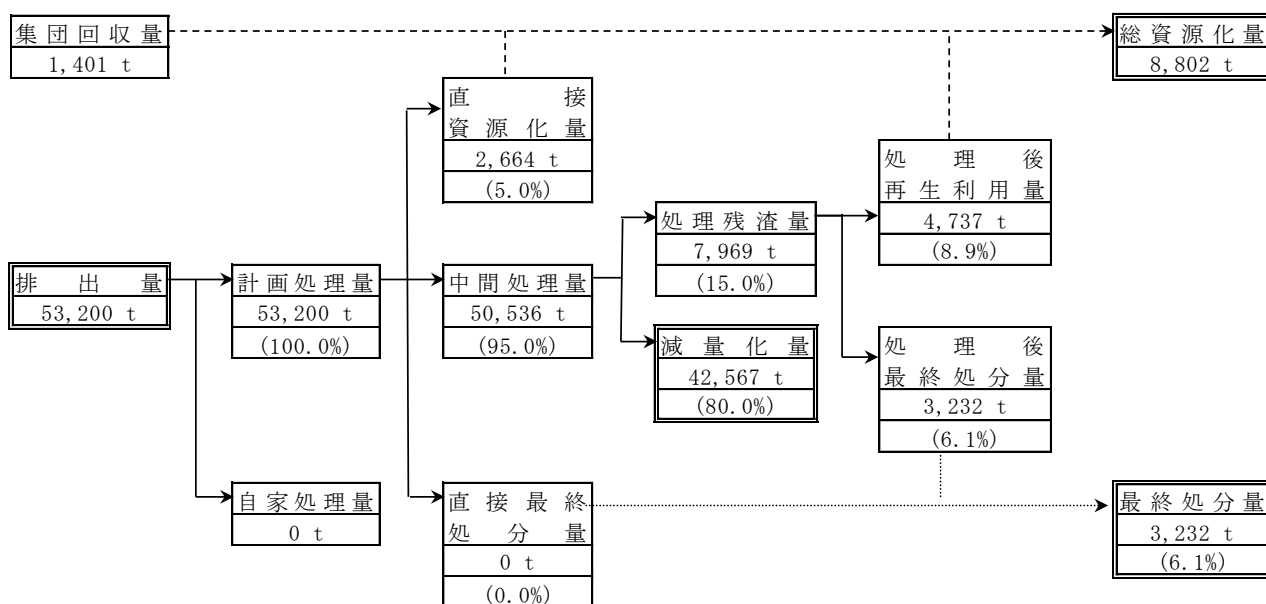 集団回収量
1,401 t
総資源化量
8,802 t
直接
資源化量
2,664 t
(5.0%)
処理後
再生利用量
4,737 t
(8.9%)
処理残渣量
7,969 t
(15.0%)
排出量
53,200 t
計画処理量
53,200 t
(100.0%)
中間処理量
50,536 t
(95.0%)
減量化量
42,567 t
(80.0%)
処理後
最終処分量
3,232 t
(6.1%)
自家処理量
0 t
直接最終
処分量
0 t
(0.0%)
最終処分量
3,232 t
(6.1%)